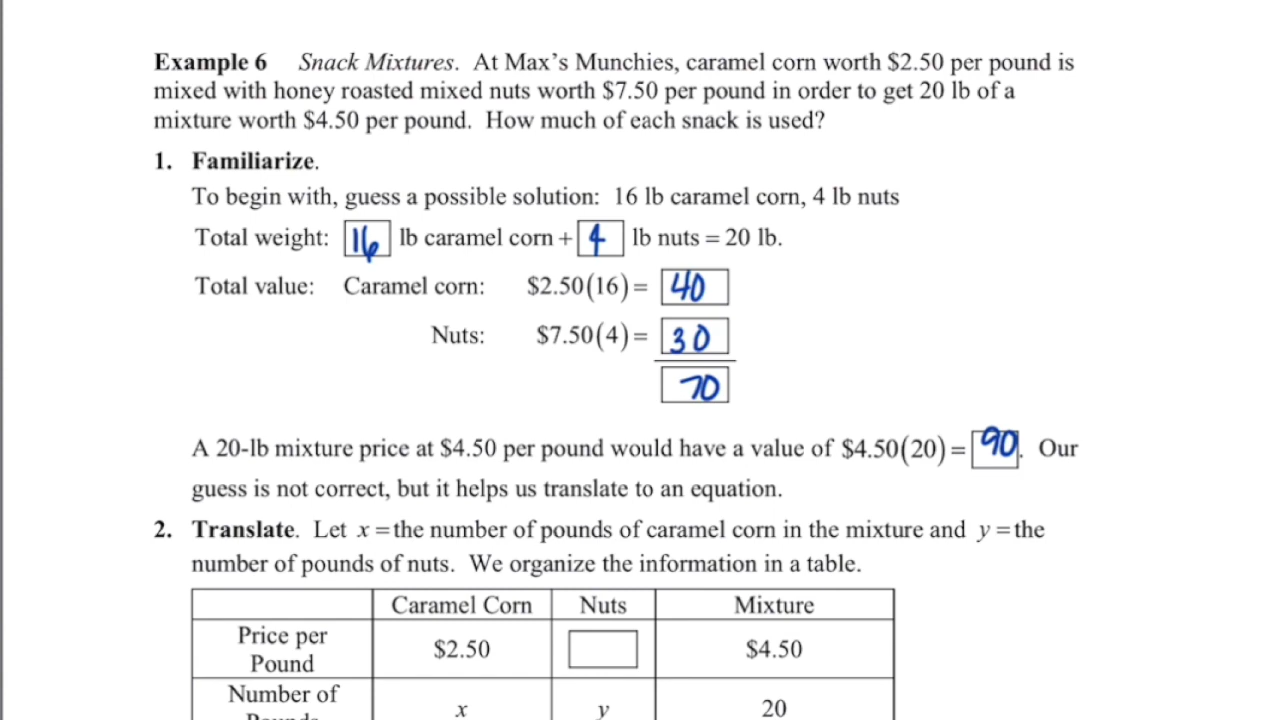 Example 6 Snack Mixtures. At Max's Munchies, caramel corn worth $2.50 per pound is
mixed with honey roasted mixed nuts worth $7.50 per pound in order to get 20 lb of a
mixture worth $4.50 per pound. How much of each snack is used?
1. Familiarize.
To begin with, guess a possible solution: 16 lb caramel corn, 4 lb nuts
Total weight: 16 lb caramel corn + 4 lb nuts = 20 lb.
Total value: Caramel corn: $2.50(16) = 40
Nuts: $7.50(4) = 30
70
A 20-lb mixture price at $4.50 per pound would have a value of $4.50(20) = 90. Our
guess is not correct, but it helps us translate to an equation.
2. Translate. Let x = the number of pounds of caramel corn in the mixture and y = the
number of pounds of nuts. We organize the information in a table.
Caramel Corn Nuts Mixture
Price per
Pound $2.50 $4.50
Number of
x y 20